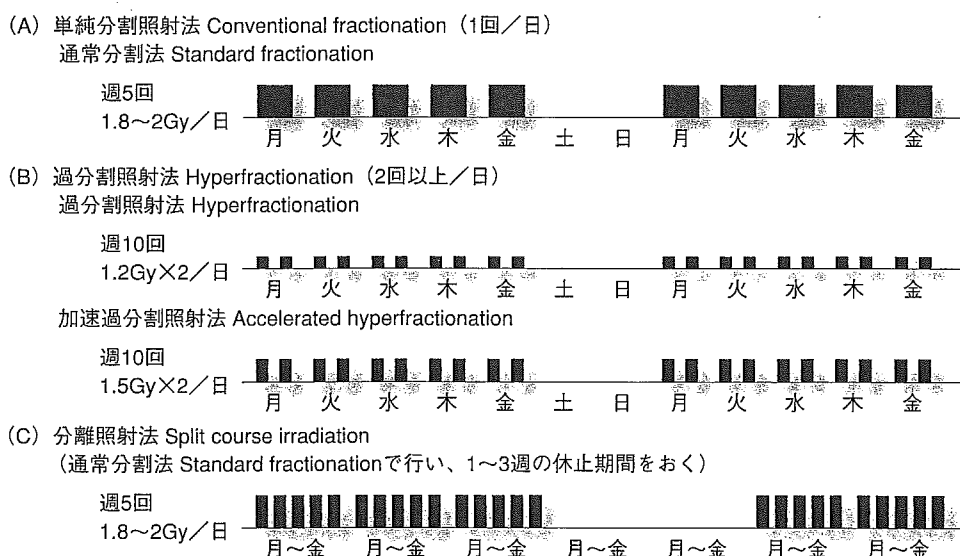 (A) 単純分割照射法 Conventional fractionation（1回／日）
通常分割法 Standard fractionation
週5回
1.8〜2Gy／日
月 火 水 木 金 土 日 月 火 水 木 金
(B) 過分割照射法 Hyperfractionation（2回以上／日）
過分割照射法 Hyperfractionation
週10回
1.2Gy×2／日
月 火 水 木 金 土 日 月 火 水 木 金
加速過分割照射法 Accelerated hyperfractionation
週10回
1.5Gy×2／日
月 火 水 木 金 土 日 月 火 水 木 金
(C) 分離照射法 Split course irradiation
（通常分割法 Standard fractionationで行い、1〜3週の休止期間をおく）
週5回
1.8〜2Gy／日
月〜金 月〜金 月〜金 月〜金 月〜金 月〜金 月〜金